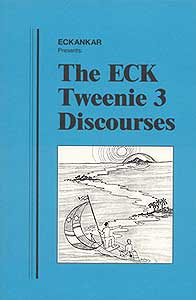 ECKANKAR
Presents:
The ECK
Tweenie 3
Discourses